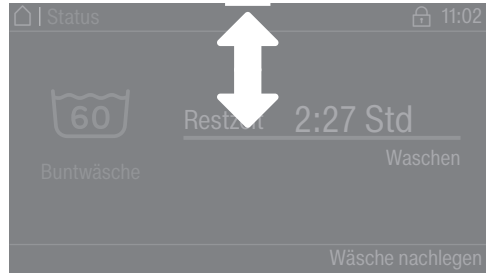 Status 11:02
60
Restzeit 2:27 Std
Waschen
Buntwäsche
Wäsche nachlegen